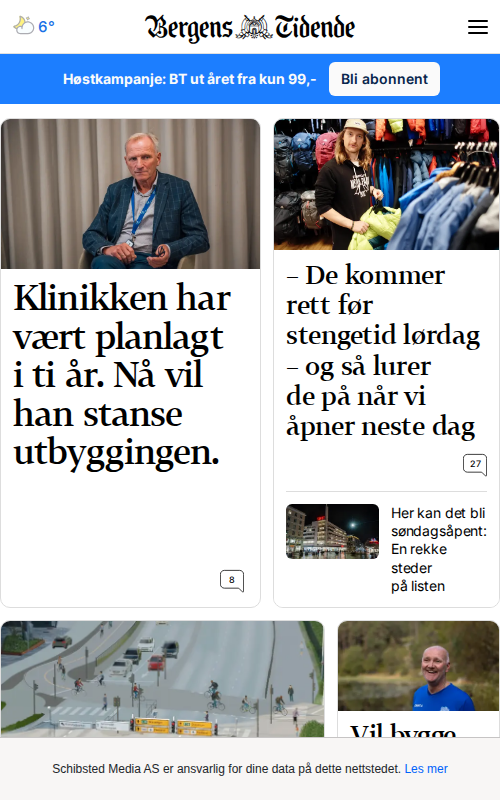 6°
Bergens Tidende
Høstkampanje: BT ut året fra kun 99,-
Bli abonnent
Klinikken har
vært planlagt
i ti år. Nå vil
han stanse
utbyggingen.
8
– De kommer
rett før
stengetid lørdag
– og så lurer
de på når vi
åpner neste dag
27
Her kan det bli
søndagsåpent:
En rekke
steder
på listen
Vil bygge
Schibsted Media AS er ansvarlig for dine data på dette nettstedet. Les mer